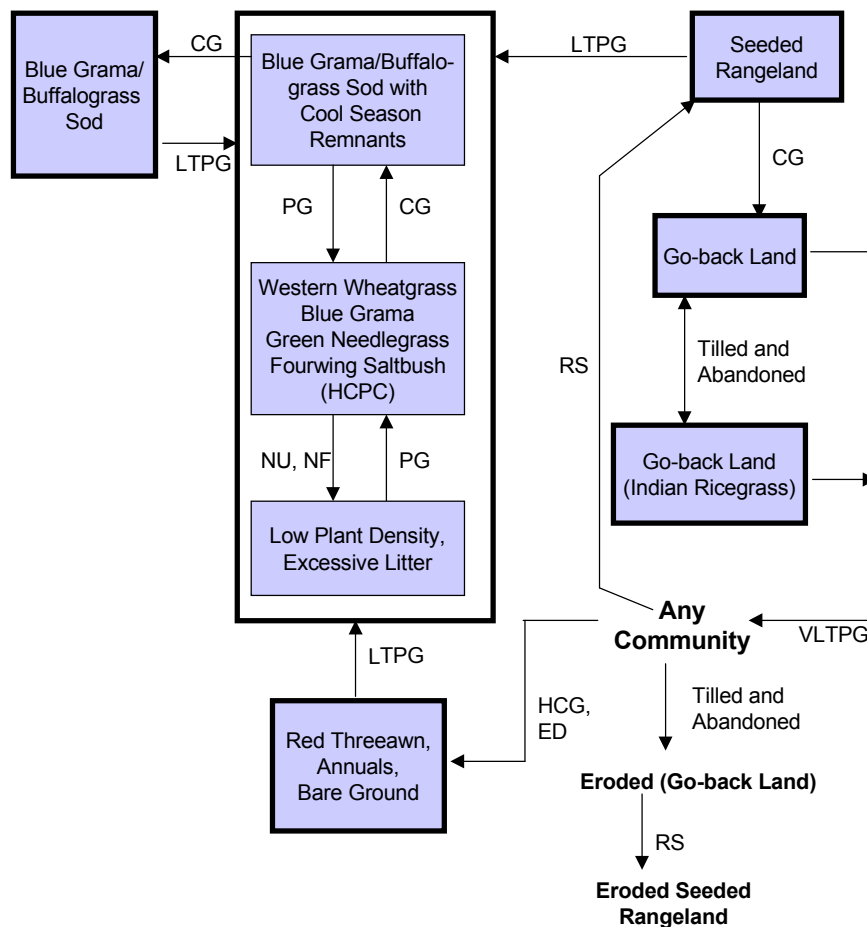 CG
LTPG
Seeded
Rangeland
Blue Grama/
Buffalograss
Sod
Blue Grama/Buffalo-
grass Sod with
Cool Season
Remnants
LTPG
CG
PG
CG
Go-back Land
Western Wheatgrass
Blue Grama
Green Needlegrass
Fourwing Saltbush
(HCPC)
RS
Tilled and
Abandoned
NU, NF
PG
Go-back Land
(Indian Ricegrass)
Low Plant Density,
Excessive Litter
Any
Community
VLTPG
LTPG
HCG,
ED
Tilled and
Abandoned
Red Threeawn,
Annuals,
Bare Ground
Eroded (Go-back Land)
RS
Eroded Seeded
Rangeland